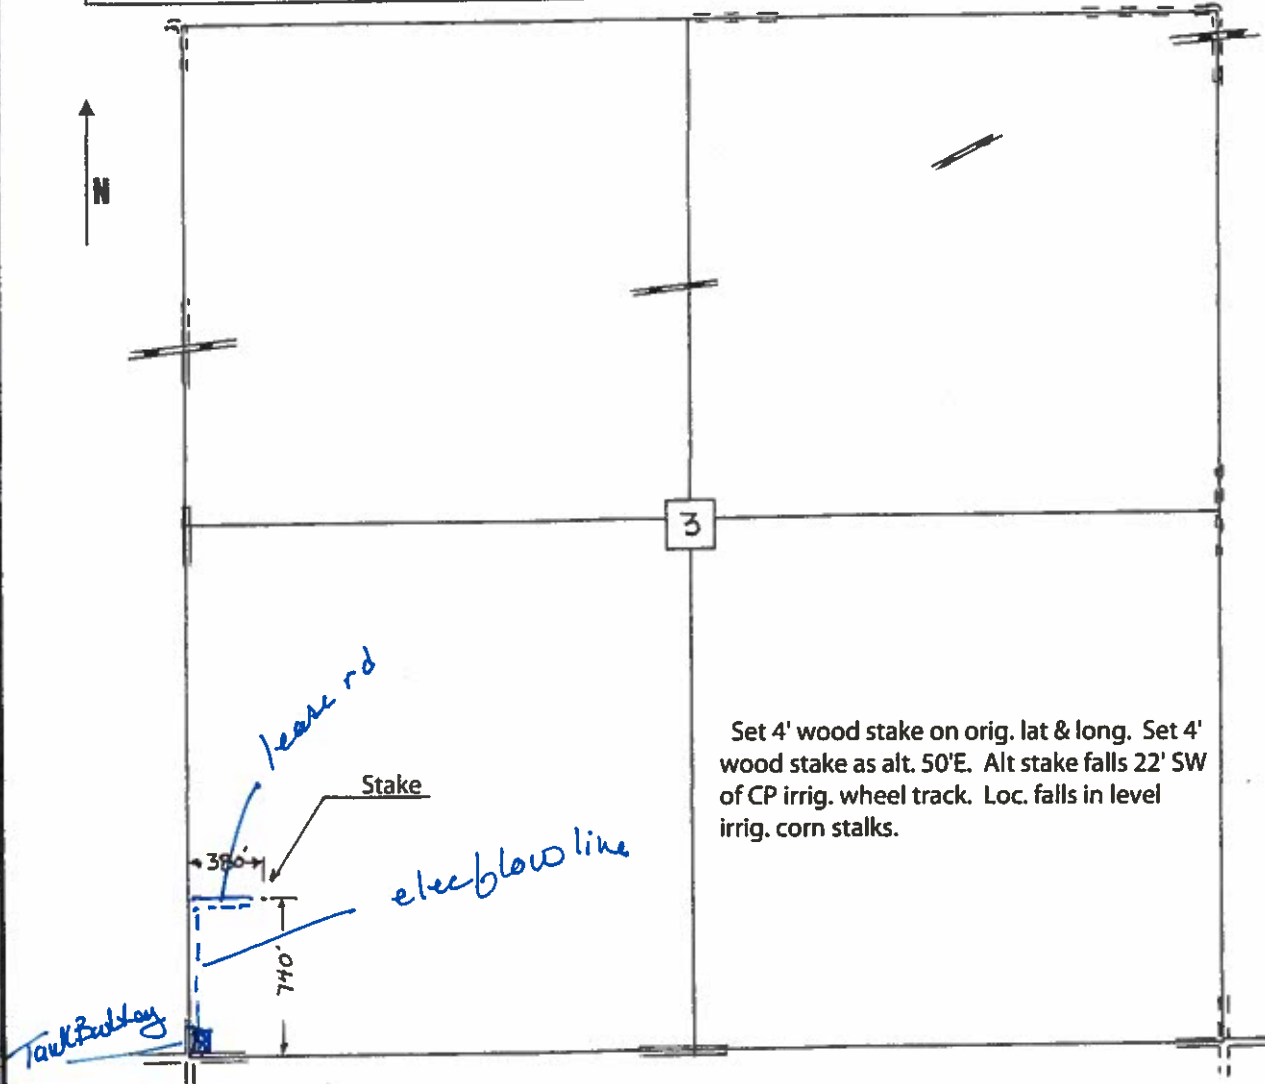 N
3
lease rd
Set 4' wood stake on orig. lat & long. Set 4'
wood stake as alt. 50'E. Alt stake falls 22' SW
of CP irrig. wheel track. Loc. falls in level
irrig. corn stalks.
Stake
380'
elec/flow line
740'
Tank Battery